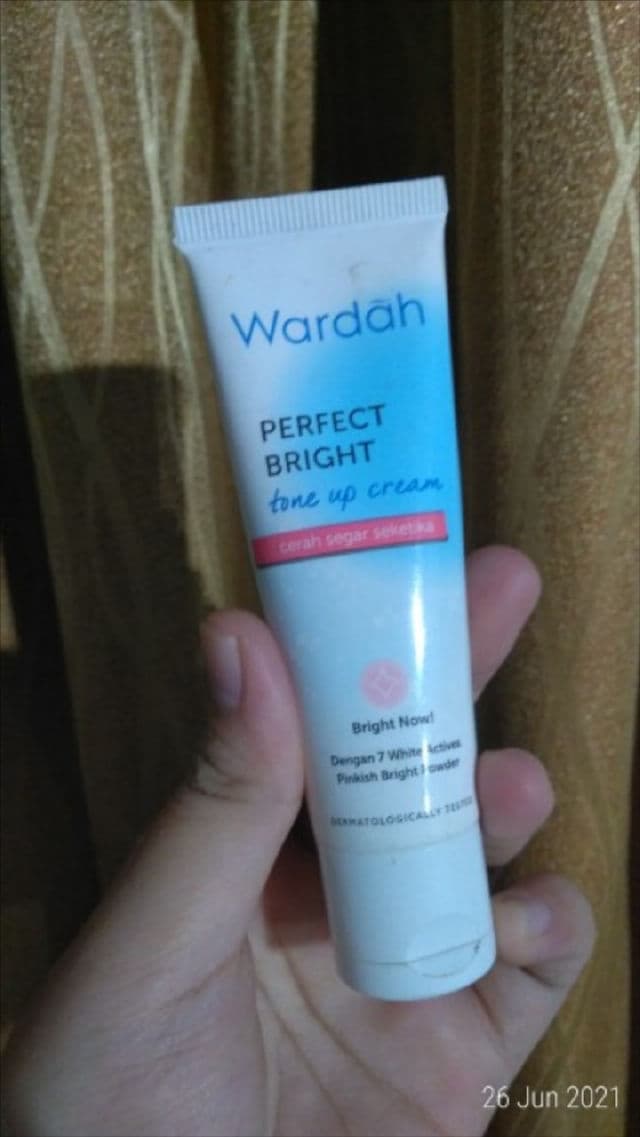 Wardāh
PERFECT
BRIGHT
tone up cream
cerah segar seketika
Bright Now!
Dengan 7 White Actives
Pinkish Bright Powder
DERMATOLOGICALLY TESTED
26 Jun 2021